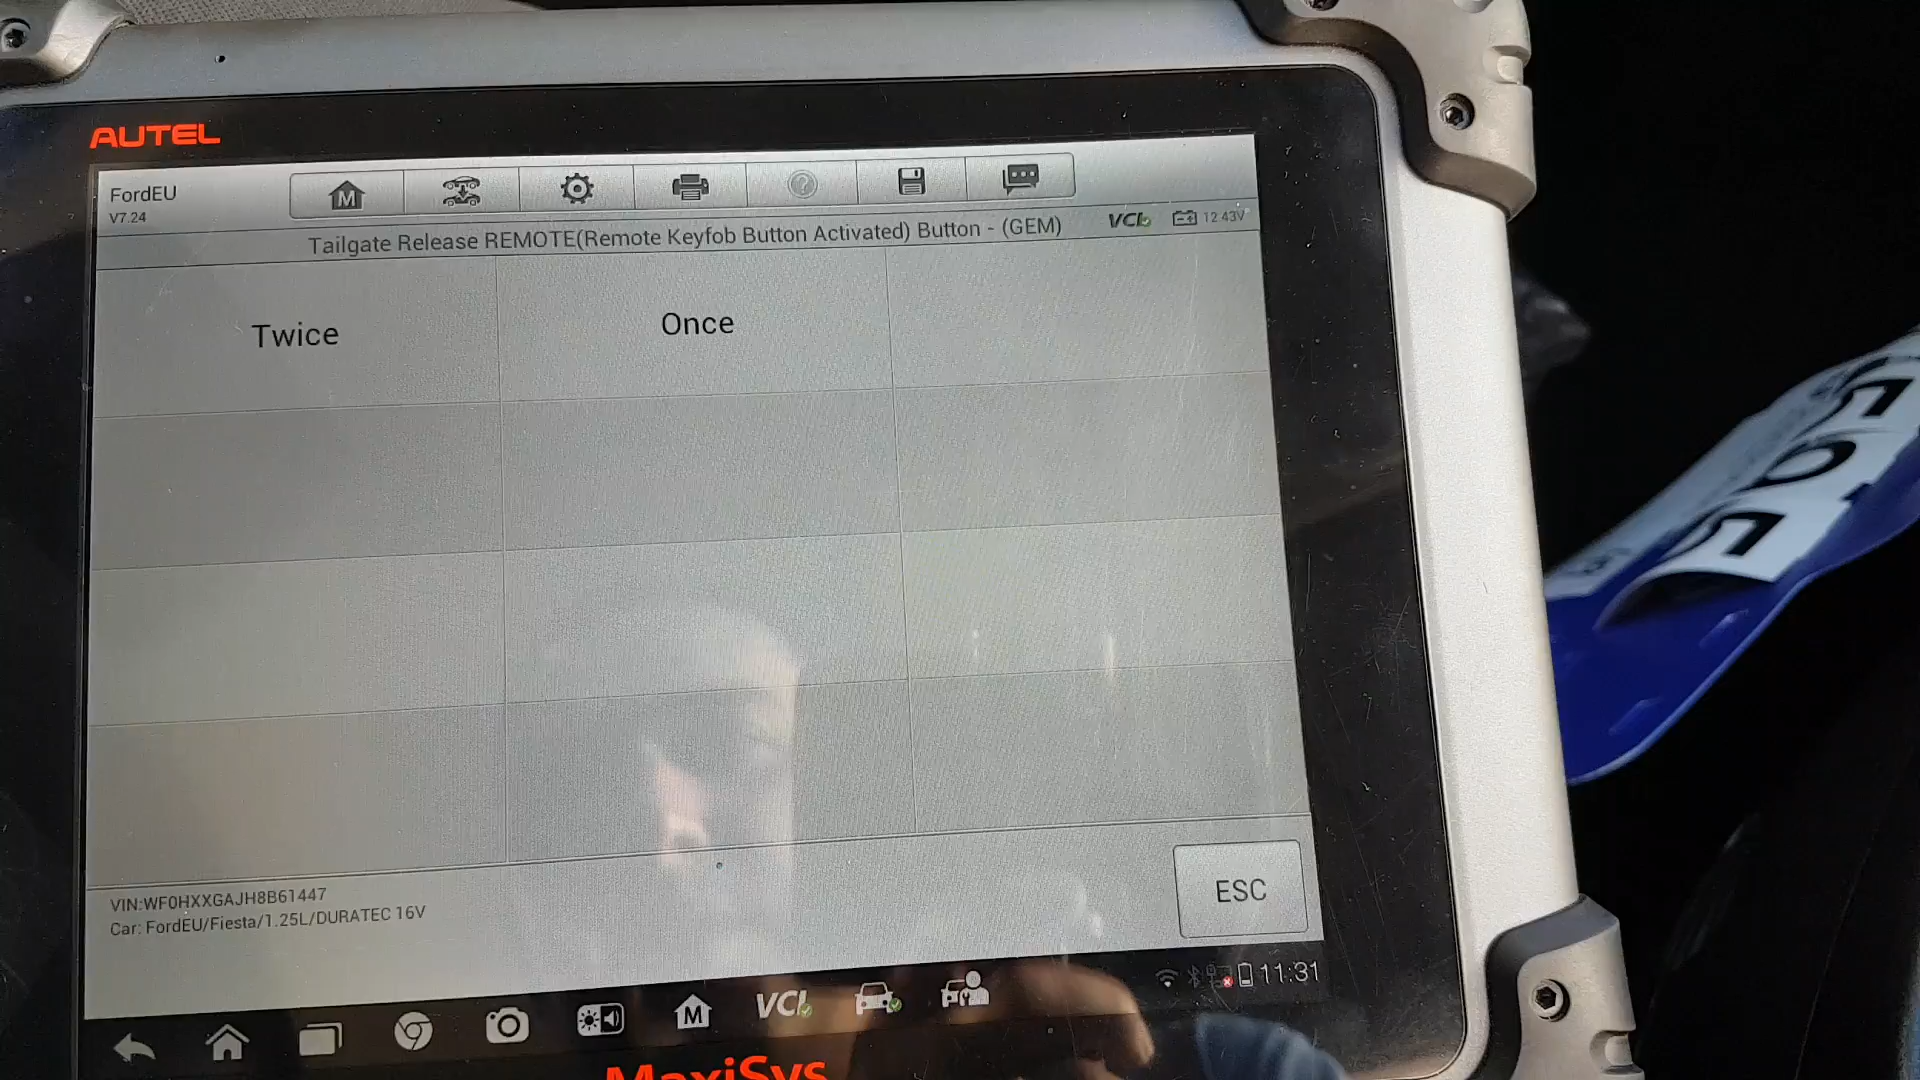 AUTEL
FordEU
V7.24
M
VCI
12.43V
Tailgate Release REMOTE(Remote Keyfob Button Activated) Button - (GEM)
Twice
Once
VIN:WF0HXXGAJH8B61447
Car: FordEU/Fiesta/1.25L/DURATEC 16V
ESC
M
VCI
11:31
MaxiSys